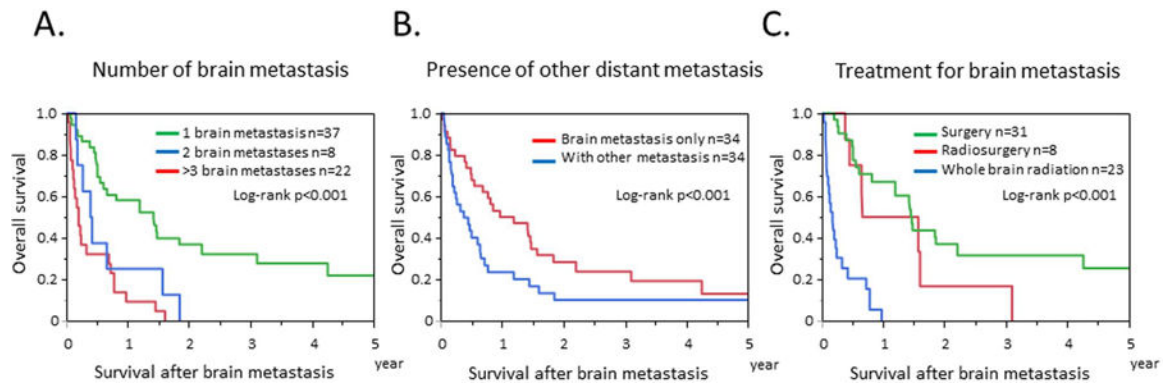 A.
Number of brain metastasis
Overall survival
1.0
0.8
0.6
0.4
0.2
0
1 brain metastasis n=37
2 brain metastases n=8
>3 brain metastases n=22
Log-rank p<0.001
0 1 2 3 4 5
year
Survival after brain metastasis
B.
Presence of other distant metastasis
Overall survival
1.0
0.8
0.6
0.4
0.2
0
Brain metastasis only n=34
With other metastasis n=34
Log-rank p<0.001
0 1 2 3 4 5
year
Survival after brain metastasis
C.
Treatment for brain metastasis
Overall survival
1.0
0.8
0.6
0.4
0.2
0
Surgery n=31
Radiosurgery n=8
Whole brain radiation n=23
Log-rank p<0.001
0 1 2 3 4 5
year
Survival after brain metastasis